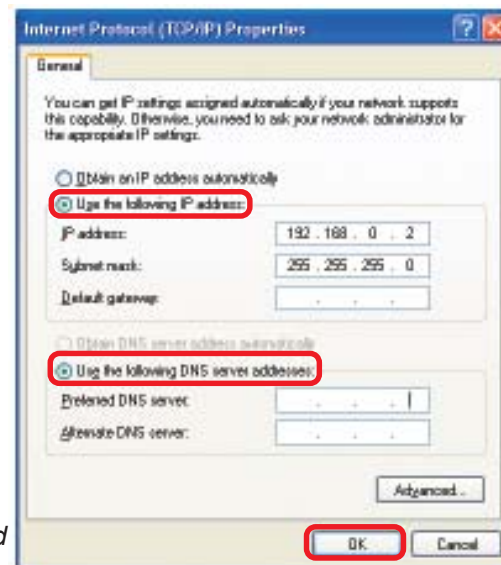 Internet Protocol (TCP/IP) Properties
General
You can get IP settings assigned automatically if your network supports
this capability. Otherwise, you need to ask your network administrator for
the appropriate IP settings.
Obtain an IP address automatically
Use the following IP address:
IP address: 192 . 168 . 0 . 2
Subnet mask: 255 . 255 . 255 . 0
Default gateway: . . .
Obtain DNS server address automatically
Use the following DNS server addresses:
Preferred DNS server: . . .
Alternate DNS server: . . .
Advanced...
d
OK Cancel